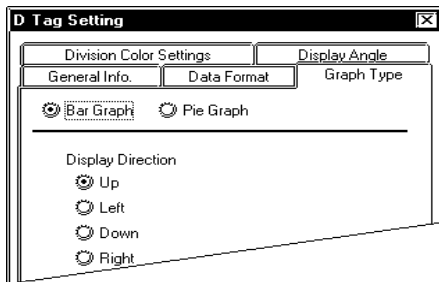 D Tag Setting
Division Color Settings Display Angle
General Info. Data Format Graph Type
Bar Graph Pie Graph
Display Direction
Up
Left
Down
Right